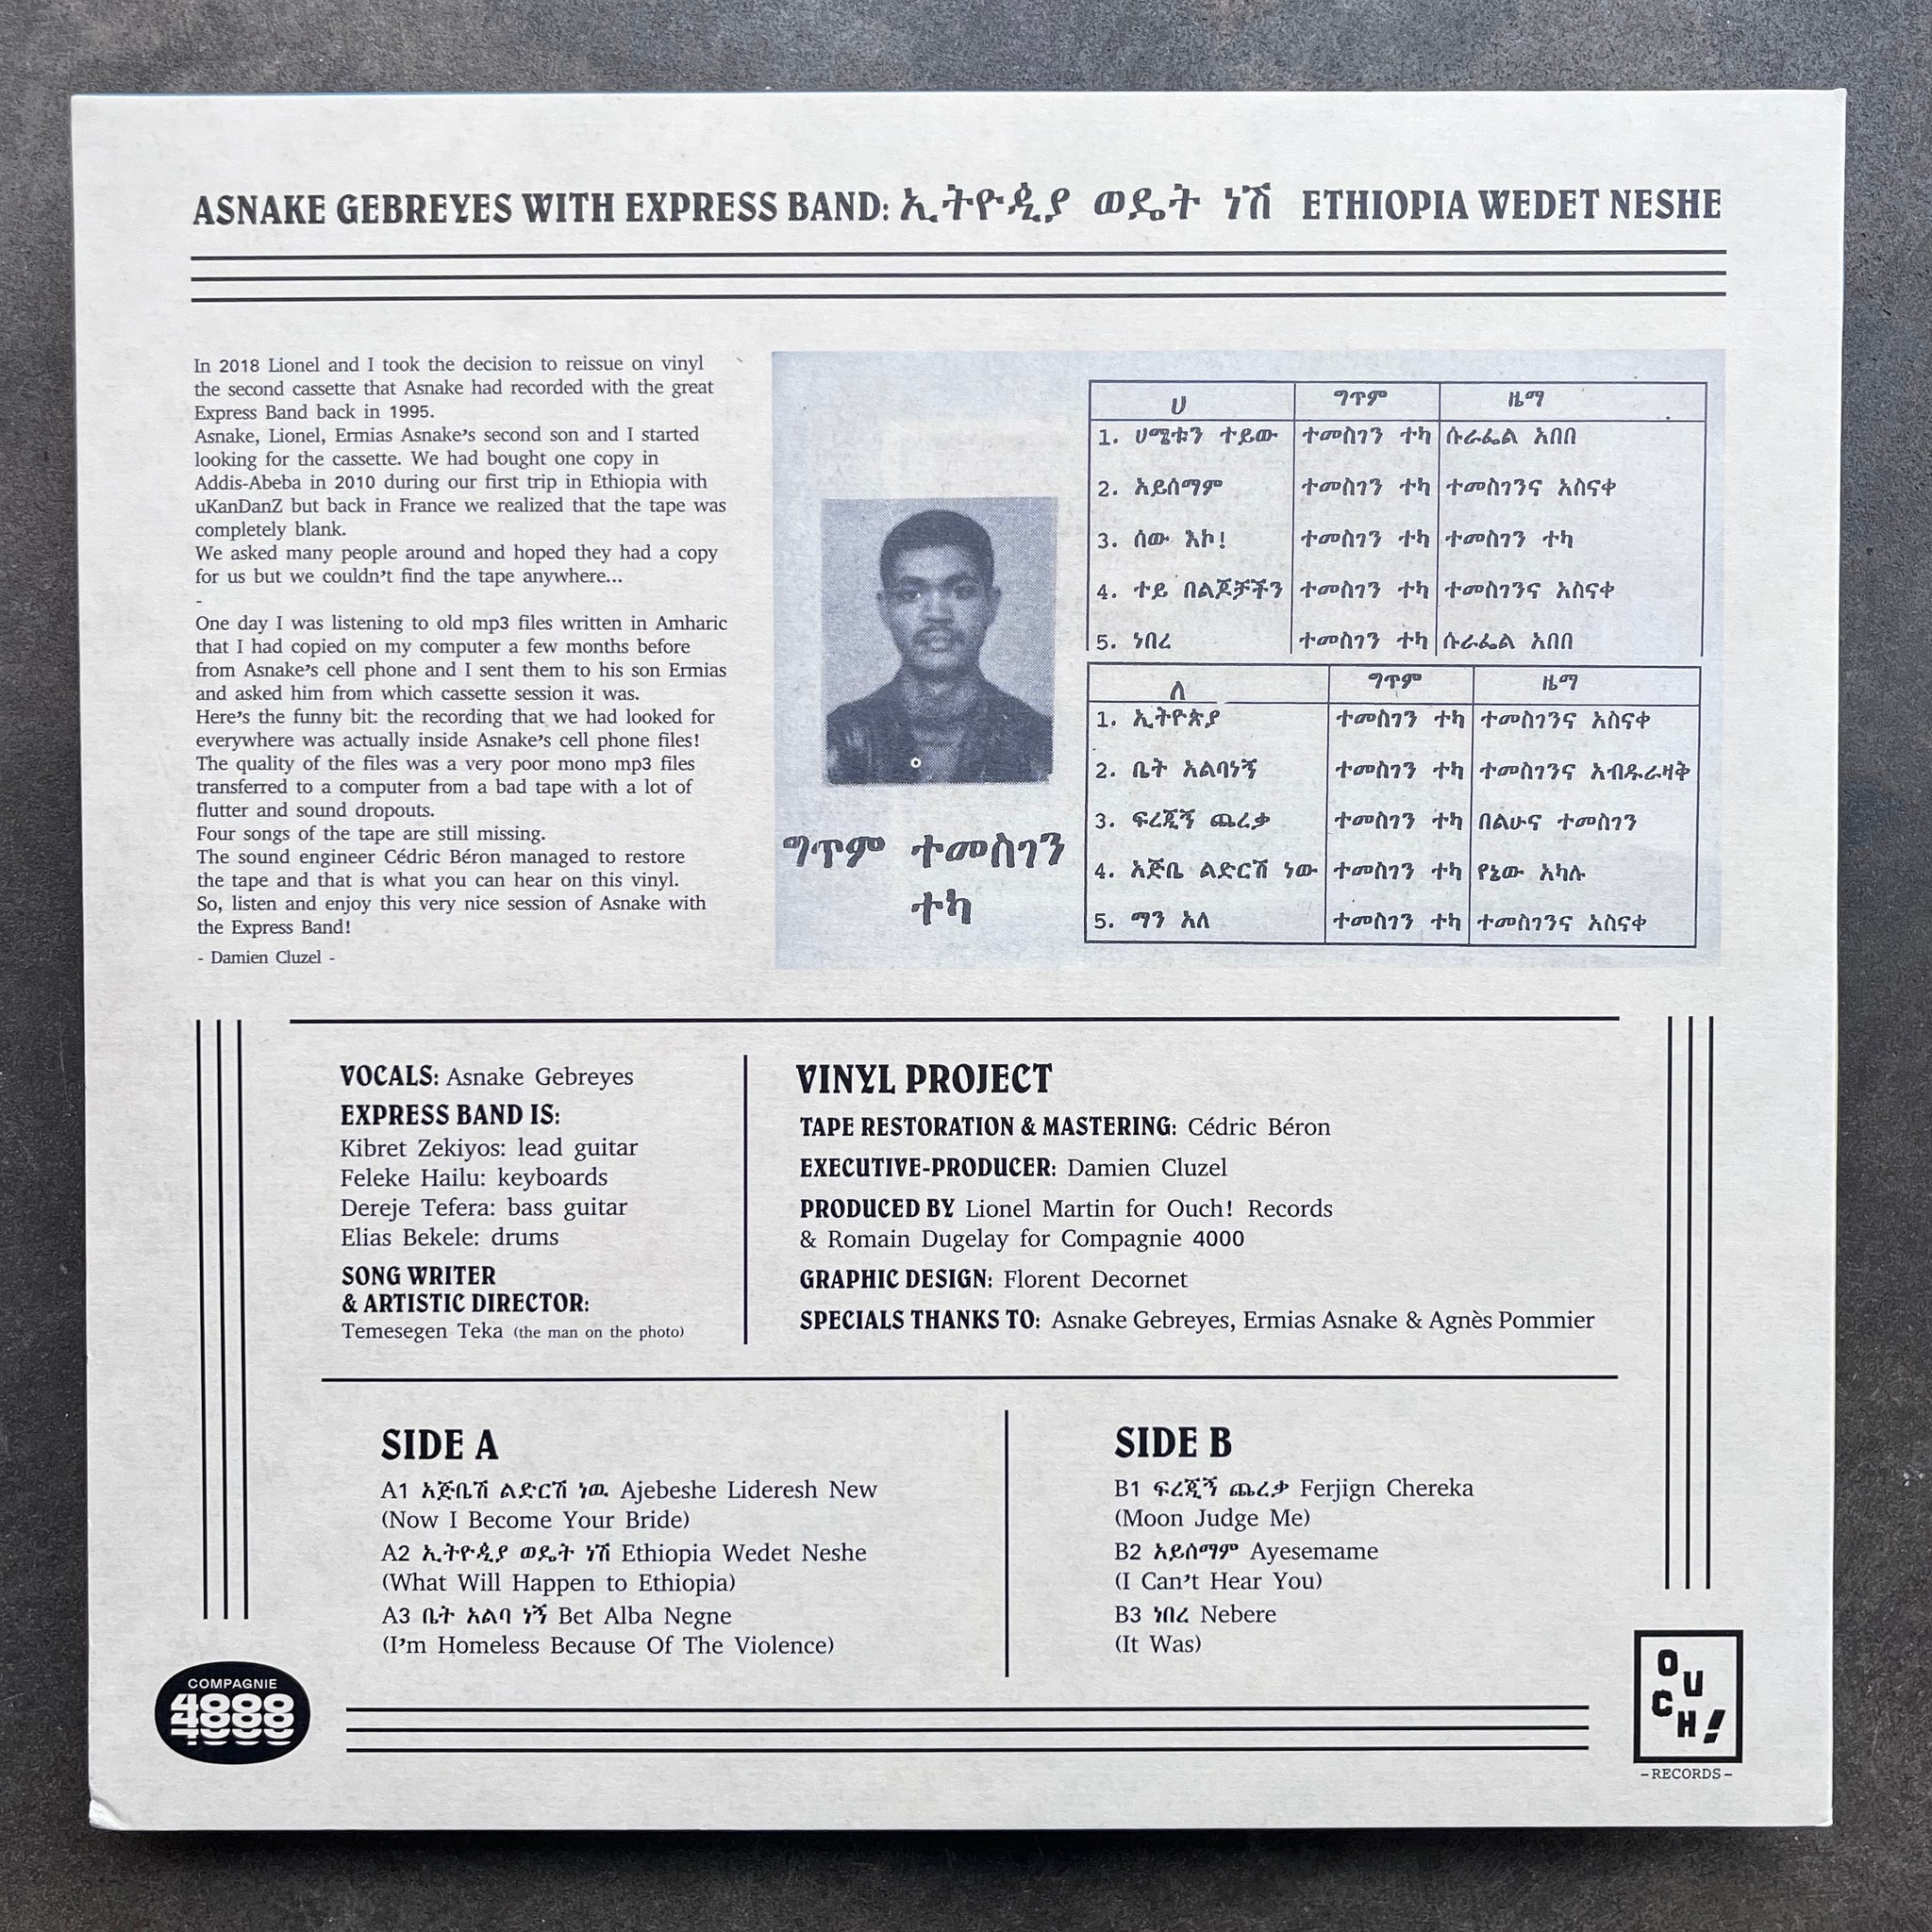 ASNAKE GEBREYES WITH EXPRESS BAND: ኢትዮዲያ ወዴት ነሽ ETHIOPIA WEDET NESHE
In 2018 Lionel and I took the decision to reissue on vinyl
the second cassette that Asnake had recorded with the great
Express Band back in 1995.
Asnake, Lionel, Ermias Asnake's second son and I started
looking for the cassette. We had bought one copy in
Addis-Abeba in 2010 during our first trip in Ethiopia with
uKanDanZ but back in France we realized that the tape was
completely blank.
We asked many people around and hoped they had a copy
for us but we couldn't find the tape anywhere...
-
One day I was listening to old mp3 files written in Amharic
that I had copied on my computer a few months before
from Asnake's cell phone and I sent them to his son Ermias
and asked him from which cassette session it was.
Here's the funny bit: the recording that we had looked for
everywhere was actually inside Asnake's cell phone files!
The quality of the files was a very poor mono mp3 files
transferred to a computer from a bad tape with a lot of
flutter and sound dropouts.
Four songs of the tape are still missing.
The sound engineer Cédric Béron managed to restore
the tape and that is what you can hear on this vinyl.
So, listen and enjoy this very nice session of Asnake with
the Express Band!
- Damien Cluzel -
ግጥም ተመስገን
ተካ
ሀ ግጥም ዜማ
1. ሀሜቱን ተይው ተመስገን ተካ ሱራፌል አበበ
2. አይሰማም ተመስገን ተካ ተመስገንና አስናቀ
3. ሰው እኮ! ተመስገን ተካ ተመስገን ተካ
4. ተይ በልጆቻችን ተመስገን ተካ ተመስገንና አስናቀ
5. ነበረ ተመስገን ተካ ሱራፌል አበበ
ለ ግጥም ዜማ
1. ኢትዮጵያ ተመስገን ተካ ተመስገንና አስናቀ
2. ቤት አልባነኝ ተመስገን ተካ ተመስገንና አብዱራዛቅ
3. ፍረጂኝ ጨረቃ ተመስገን ተካ በልሁና ተመስገን
4. አጅቤ ልድርሽ ነው ተመስገን ተካ የኔው አካሉ
5. ማን አለ ተመስገን ተካ ተመስገንና አስናቀ
VOCALS: Asnake Gebreyes
EXPRESS BAND IS:
Kibret Zekiyos: lead guitar
Feleke Hailu: keyboards
Dereje Tefera: bass guitar
Elias Bekele: drums
SONG WRITER
& ARTISTIC DIRECTOR:
Temesegen Teka (the man on the photo)
VINYL PROJECT
TAPE RESTORATION & MASTERING: Cédric Béron
EXECUTIVE-PRODUCER: Damien Cluzel
PRODUCED BY Lionel Martin for Ouch! Records
& Romain Dugelay for Compagnie 4000
GRAPHIC DESIGN: Florent Decornet
SPECIALS THANKS TO: Asnake Gebreyes, Ermias Asnake & Agnès Pommier
SIDE A
A1 አጅቤሽ ልድርሽ ነዉ Ajebeshe Lideresh New
(Now I Become Your Bride)
A2 ኢትዮዲያ ወዴት ነሽ Ethiopia Wedet Neshe
(What Will Happen to Ethiopia)
A3 ቤት አልባ ነኝ Bet Alba Negne
(I'm Homeless Because Of The Violence)
SIDE B
B1 ፍረጂኝ ጨረቃ Ferjign Chereka
(Moon Judge Me)
B2 አይሰማም Ayesemame
(I Can't Hear You)
B3 ነበረ Nebere
(It Was)
COMPAGNIE
4000
OUCH!
-RECORDS-